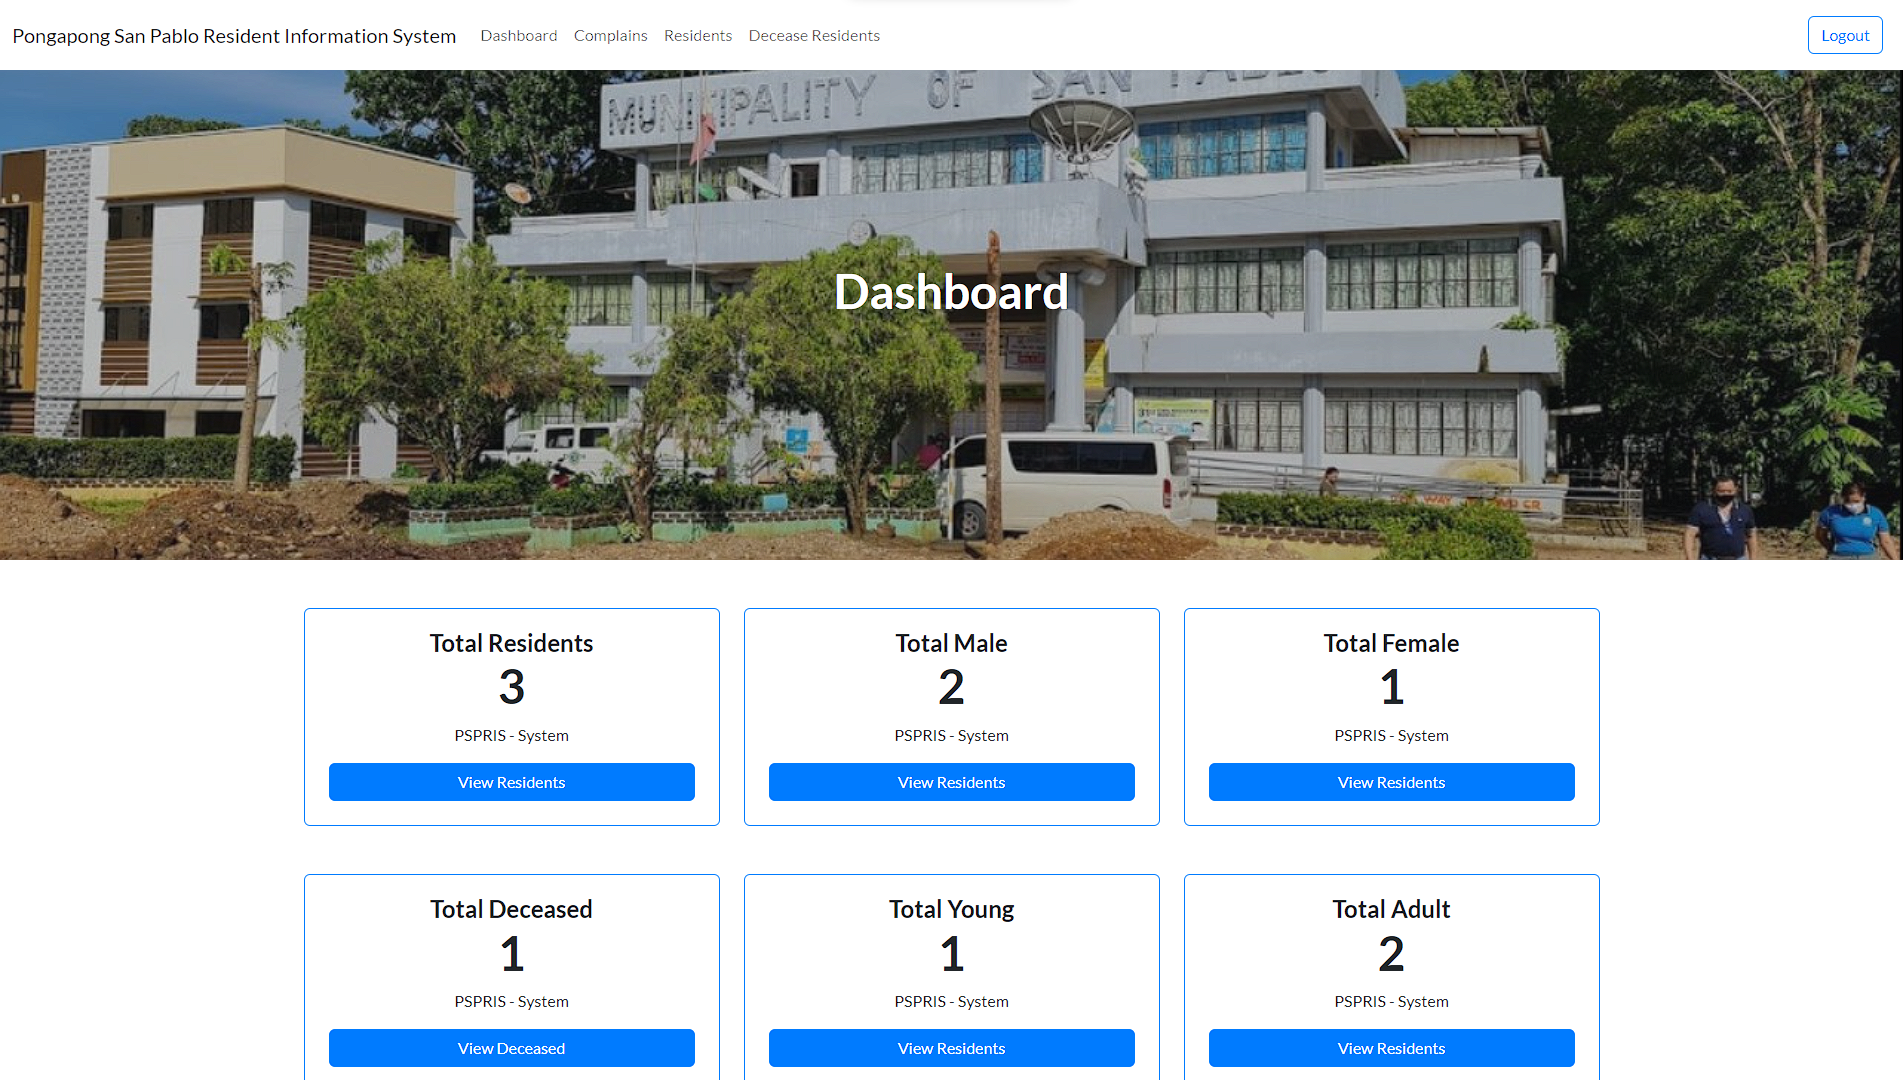 Pongapong San Pablo Resident Information System Dashboard Complains Residents Decease Residents Logout
MUNICIPALITY OF SAN PABLO
Dashboard
Total Residents
3
PSPRIS - System
View Residents
Total Male
2
PSPRIS - System
View Residents
Total Female
1
PSPRIS - System
View Residents
Total Deceased
1
PSPRIS - System
View Deceased
Total Young
1
PSPRIS - System
View Residents
Total Adult
2
PSPRIS - System
View Residents